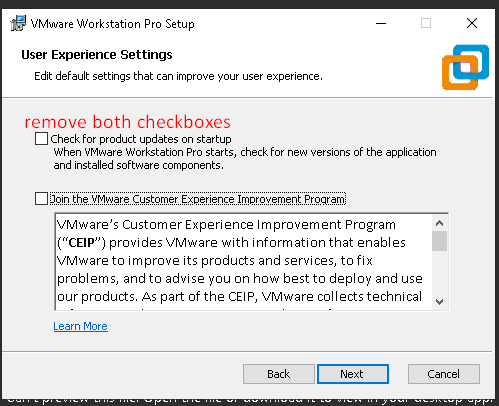 VMware Workstation Pro Setup
User Experience Settings
Edit default settings that can improve your user experience.
remove both checkboxes
Check for product updates on startup
When VMware Workstation Pro starts, check for new versions of the application
and installed software components.
Join the VMware Customer Experience Improvement Program
VMware's Customer Experience Improvement Program
("CEIP") provides VMware with information that enables
VMware to improve its products and services, to fix
problems, and to advise you on how best to deploy and use
our products. As part of the CEIP, VMware collects technical
Learn More
Back
Next
Cancel
can't preview this file. Open the file or download it to view in your desktop app.